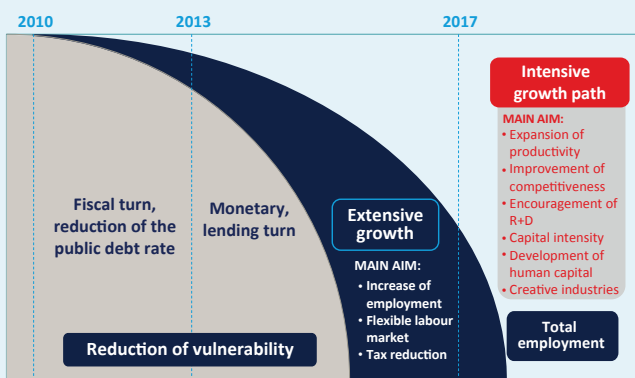 2010
2013
2017
Fiscal turn,
reduction of the
public debt rate
Monetary,
lending turn
Reduction of vulnerability
Extensive
growth
MAIN AIM:
• Increase of
employment
• Flexible labour
market
• Tax reduction
Intensive
growth path
MAIN AIM:
• Expansion of
productivity
• Improvement of
competitiveness
• Encouragement of
R+D
• Capital intensity
• Development of
human capital
• Creative industries
Total
employment